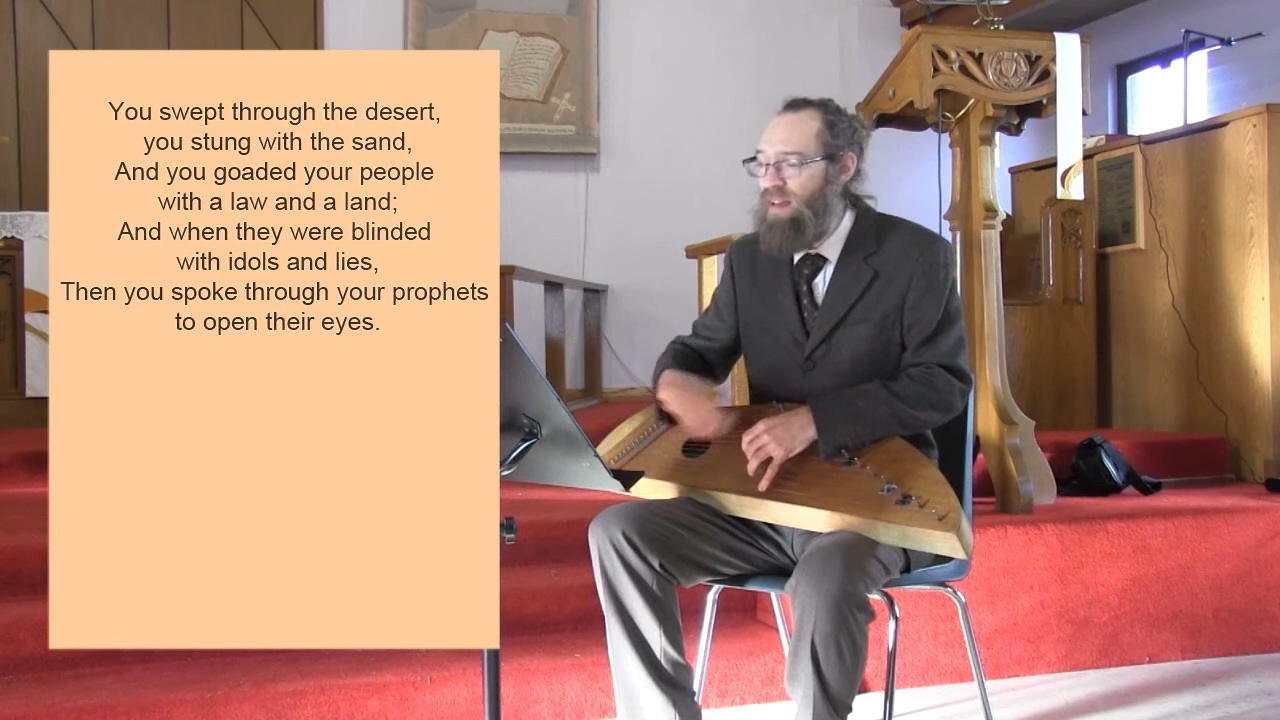 You swept through the desert,
you stung with the sand,
And you goaded your people
with a law and a land;
And when they were blinded
with idols and lies,
Then you spoke through your prophets
to open their eyes.